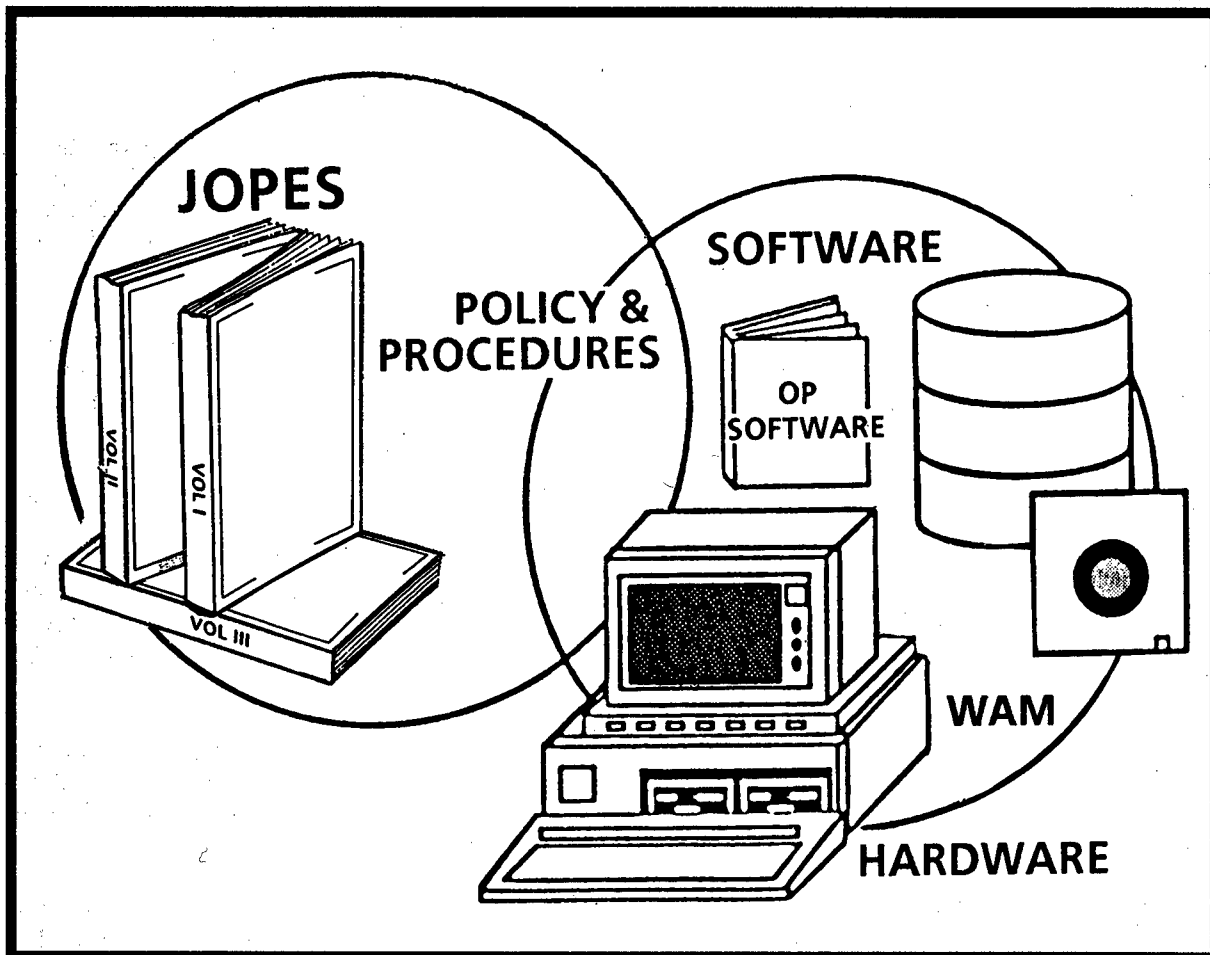 JOPES
POLICY &
PROCEDURES
VOL II
VOL I
VOL III
SOFTWARE
OP
SOFTWARE
WAM
HARDWARE